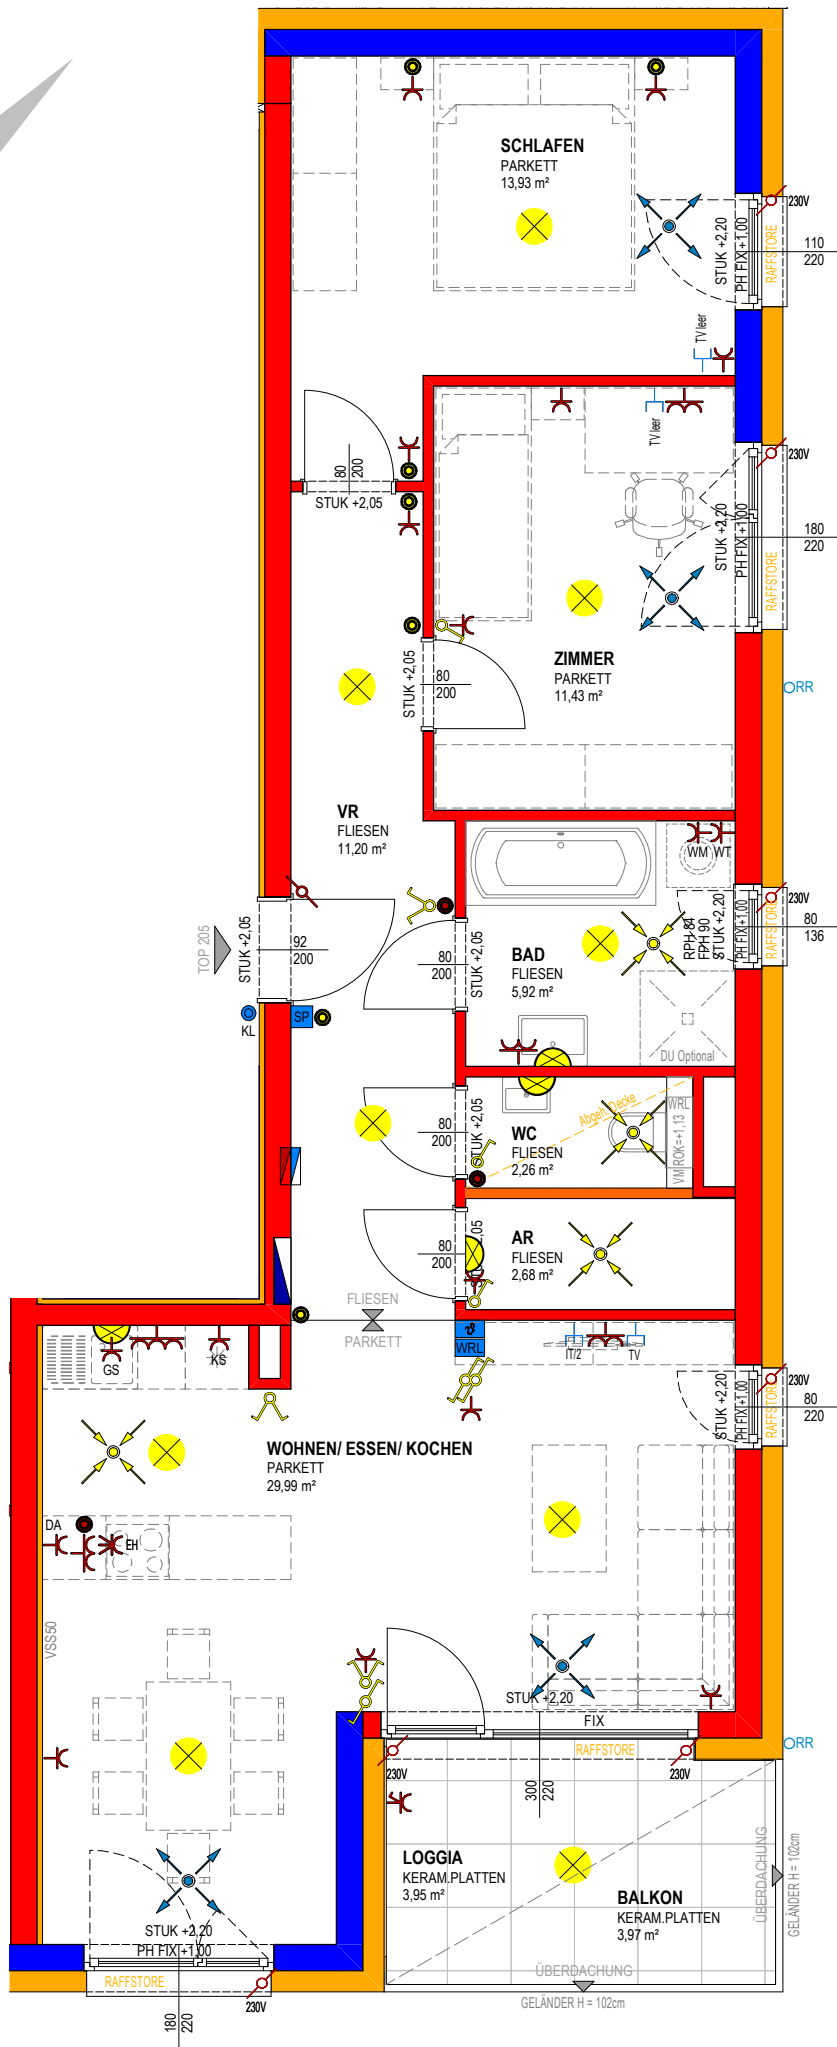 SCHLAFEN
PARKETT
13,93 m²
230V
STUK +2,20
PH FIX +1,00
RAFFSTORE
110
220
TV leer
TV leer
80
200
STUK +2,05
230V
STUK +2,20
PH FIX +1,00
RAFFSTORE
180
220
STUK +2,05
80
200
ZIMMER
PARKETT
11,43 m²
RR
VR
FLIESEN
11,20 m²
WM
WT
TOP 205
STUK +2,05
92
200
80
200
STUK +2,05
BAD
FLIESEN
5,92 m²
RPH 84
FPH 90
STUK +2,20
PH FIX +1,00
RAFFSTORE
230V
80
136
KL
SP
DU Optional
80
200
STUK +2,05
WC
FLIESEN
2,26 m²
Abgeh. Decke
WRL
VM ROK=+1,13
80
200
AR
FLIESEN
2,68 m²
FLIESEN
PARKETT
WRL
IT/2
TV
GS
KS
230V
STUK +2,20
PH FIX +1,00
RAFFSTORE
80
220
WOHNEN/ ESSEN/ KOCHEN
PARKETT
29,99 m²
DA
EH
VSS50
STUK +2,20
FIX
RAFFSTORE
230V
230V
RR
300
220
LOGGIA
KERAM.PLATTEN
3,95 m²
BALKON
KERAM.PLATTEN
3,97 m²
ÜBERDACHUNG
GELÄNDER H = 102cm
ÜBERDACHUNG
GELÄNDER H = 102cm
STUK +2,20
PH FIX +1,00
RAFFSTORE
230V
180
220